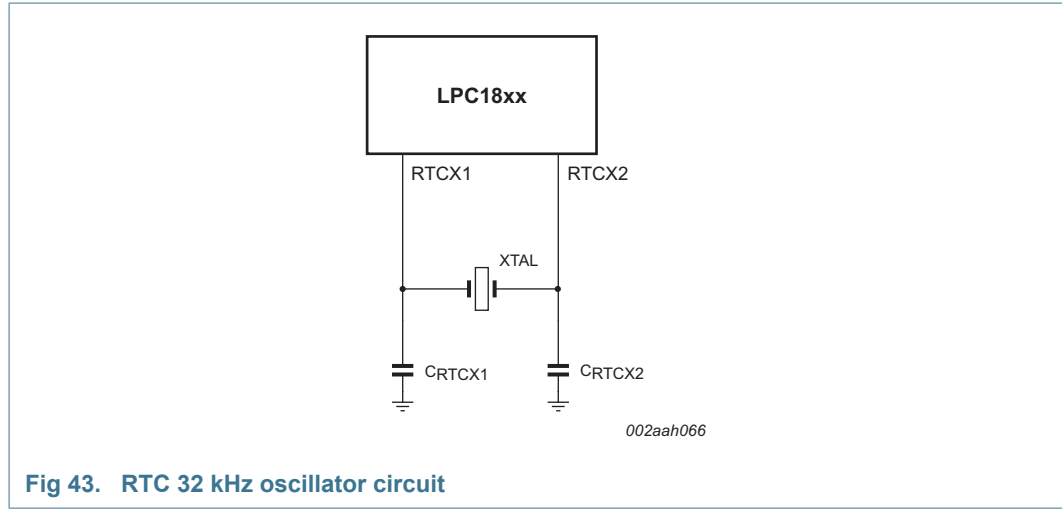 LPC18xx
RTCX1 RTCX2
XTAL
CRTCX1 CRTCX2
002aah066
Fig 43. RTC 32 kHz oscillator circuit